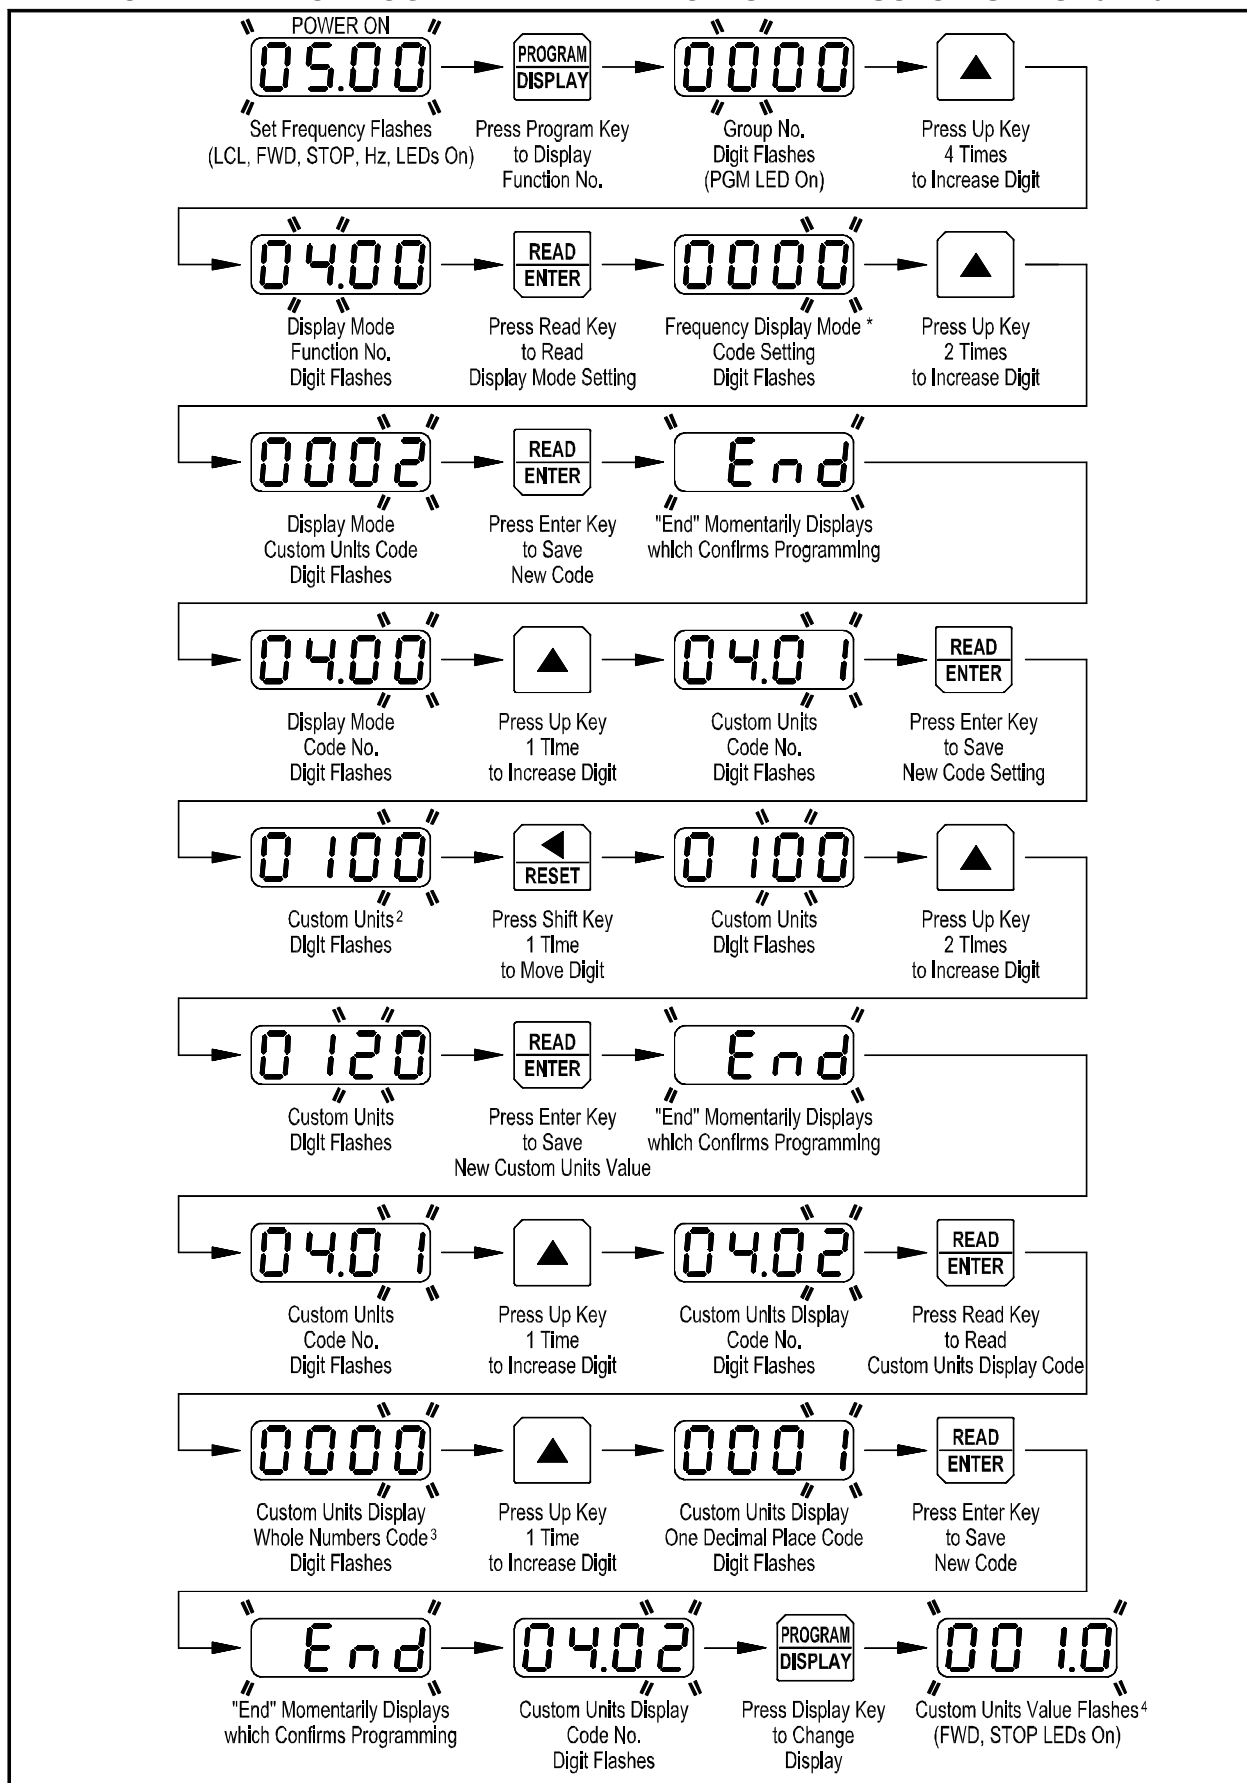 POWER ON
05.00
PROGRAM
DISPLAY
0000
Set Frequency Flashes
(LCL, FWD, STOP, Hz, LEDs On)
Press Program Key
to Display
Function No.
Group No.
Digit Flashes
(PGM LED On)
Press Up Key
4 Times
to Increase Digit
04.00
READ
ENTER
0000
Display Mode
Function No.
Digit Flashes
Press Read Key
to Read
Display Mode Setting
Frequency Display Mode *
Code Setting
Digit Flashes
Press Up Key
2 Times
to Increase Digit
0002
READ
ENTER
End
Display Mode
Custom Units Code
Digit Flashes
Press Enter Key
to Save
New Code
"End" Momentarily Displays
which Confirms Programming
04.00
04.01
READ
ENTER
Display Mode
Code No.
Digit Flashes
Press Up Key
1 Time
to Increase Digit
Custom Units
Code No.
Digit Flashes
Press Enter Key
to Save
New Code Setting
0100
RESET
0100
Custom Units 2
Digit Flashes
Press Shift Key
1 Time
to Move Digit
Custom Units
Digit Flashes
Press Up Key
2 Times
to Increase Digit
0120
READ
ENTER
End
Custom Units
Digit Flashes
Press Enter Key
to Save
New Custom Units Value
"End" Momentarily Displays
which Confirms Programming
04.01
04.02
READ
ENTER
Custom Units
Code No.
Digit Flashes
Press Up Key
1 Time
to Increase Digit
Custom Units Display
Code No.
Digit Flashes
Press Read Key
to Read
Custom Units Display Code
0000
0001
READ
ENTER
Custom Units Display
Whole Numbers Code 3
Digit Flashes
Press Up Key
1 Time
to Increase Digit
Custom Units Display
One Decimal Place Code
Digit Flashes
Press Enter Key
to Save
New Code
End
04.02
PROGRAM
DISPLAY
001.0
"End" Momentarily Displays
which Confirms Programming
Custom Units Display
Code No.
Digit Flashes
Press Display Key
to Change
Display
Custom Units Value Flashes 4
(FWD, STOP LEDs On)